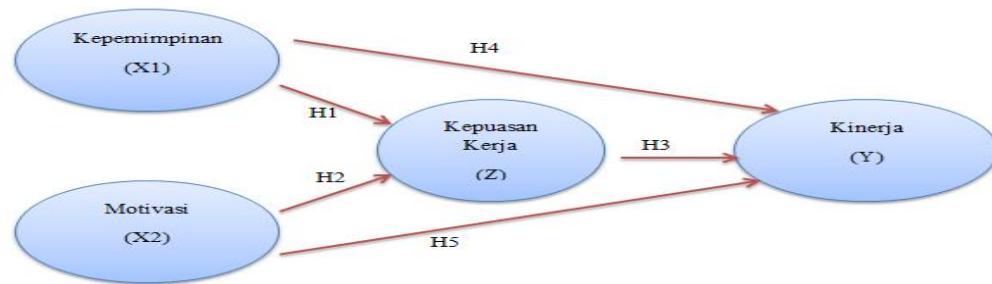 Kepemimpinan
(X1)
H4
H1
Kepuasan
Kerja
(Z)
H3
Kinerja
(Y)
H2
Motivasi
(X2)
H5